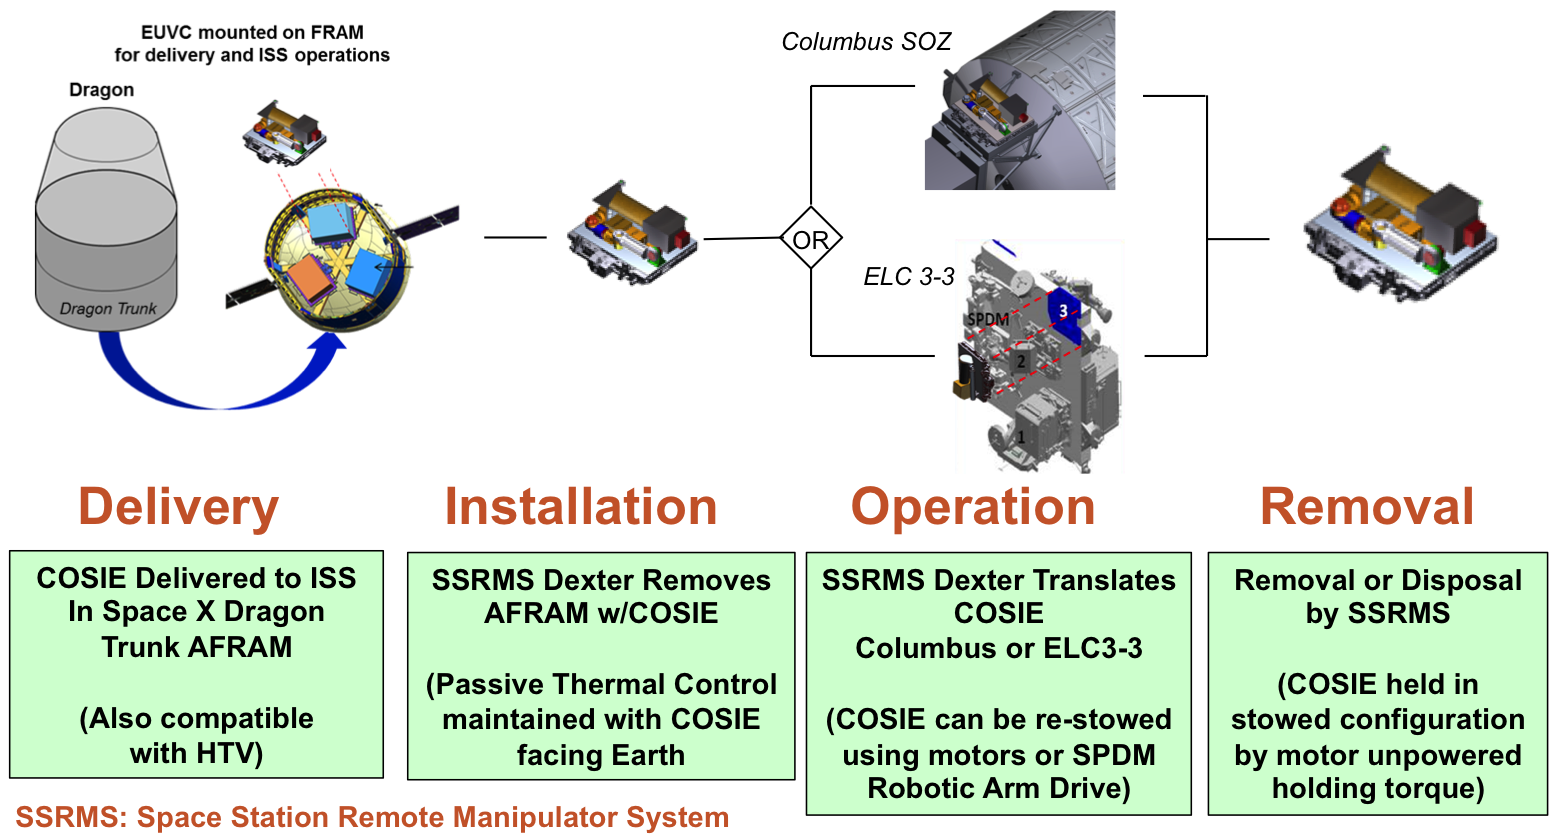 EUVC mounted on FRAM
for delivery and ISS operations
Dragon
Dragon Trunk
Columbus SOZ
OR
ELC 3-3
SPDM
3
2
1
Delivery
Installation
Operation
Removal
COSIE Delivered to ISS
In Space X Dragon
Trunk AFRAM
(Also compatible
with HTV)
SSRMS Dexter Removes
AFRAM w/COSIE
(Passive Thermal Control
maintained with COSIE
facing Earth
SSRMS Dexter Translates
COSIE
Columbus or ELC3-3
(COSIE can be re-stowed
using motors or SPDM
Robotic Arm Drive)
Removal or Disposal
by SSRMS
(COSIE held in
stowed configuration
by motor unpowered
holding torque)
SSRMS: Space Station Remote Manipulator System